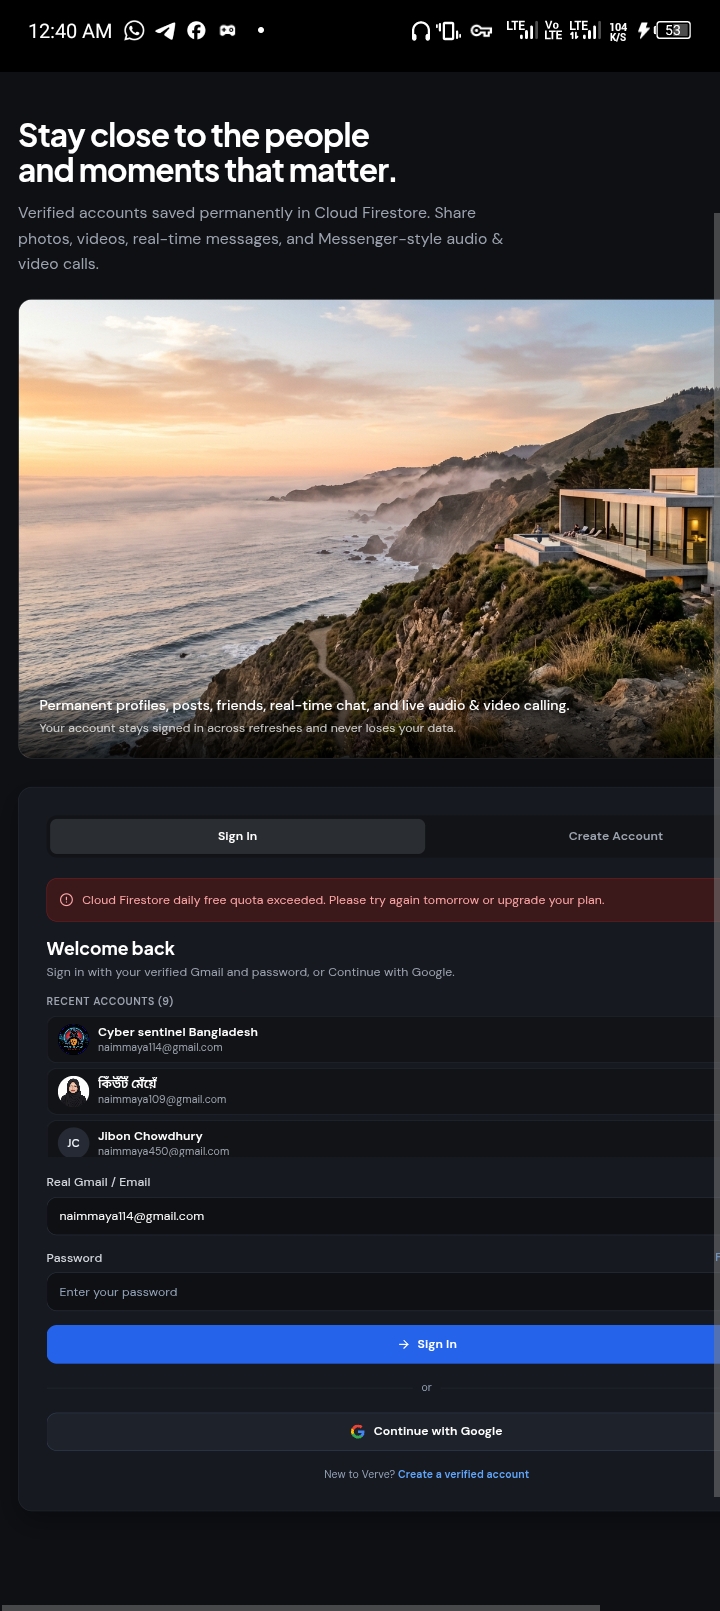 12:40 AM
LTE
Vo
LTE
LTE
104
K/S
53
Stay close to the people
and moments that matter.
Verified accounts saved permanently in Cloud Firestore. Share
photos, videos, real-time messages, and Messenger-style audio &
video calls.
Permanent profiles, posts, friends, real-time chat, and live audio & video calling.
Your account stays signed in across refreshes and never loses your data.
Sign In
Create Account
Cloud Firestore daily free quota exceeded. Please try again tomorrow or upgrade your plan.
Welcome back
Sign in with your verified Gmail and password, or Continue with Google.
RECENT ACCOUNTS (9)
Cyber sentinel Bangladesh
naimmaya114@gmail.com
naimmaya109@gmail.com
JC
Jibon Chowdhury
naimmaya450@gmail.com
Real Gmail / Email
naimmaya114@gmail.com
Password
F
Enter your password
→ Sign In
or
Continue with Google
New to Verve? Create a verified account